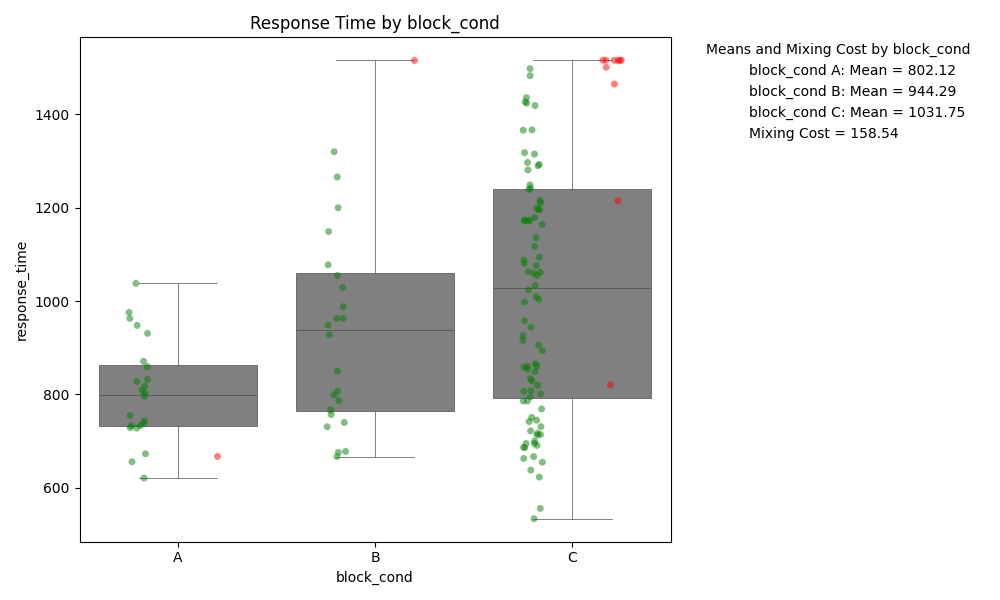 Response Time by block_cond
Means and Mixing Cost by block_cond
block_cond A: Mean = 802.12
block_cond B: Mean = 944.29
block_cond C: Mean = 1031.75
Mixing Cost = 158.54
response_time
1400
1200
1000
800
600
A
B
C
block_cond